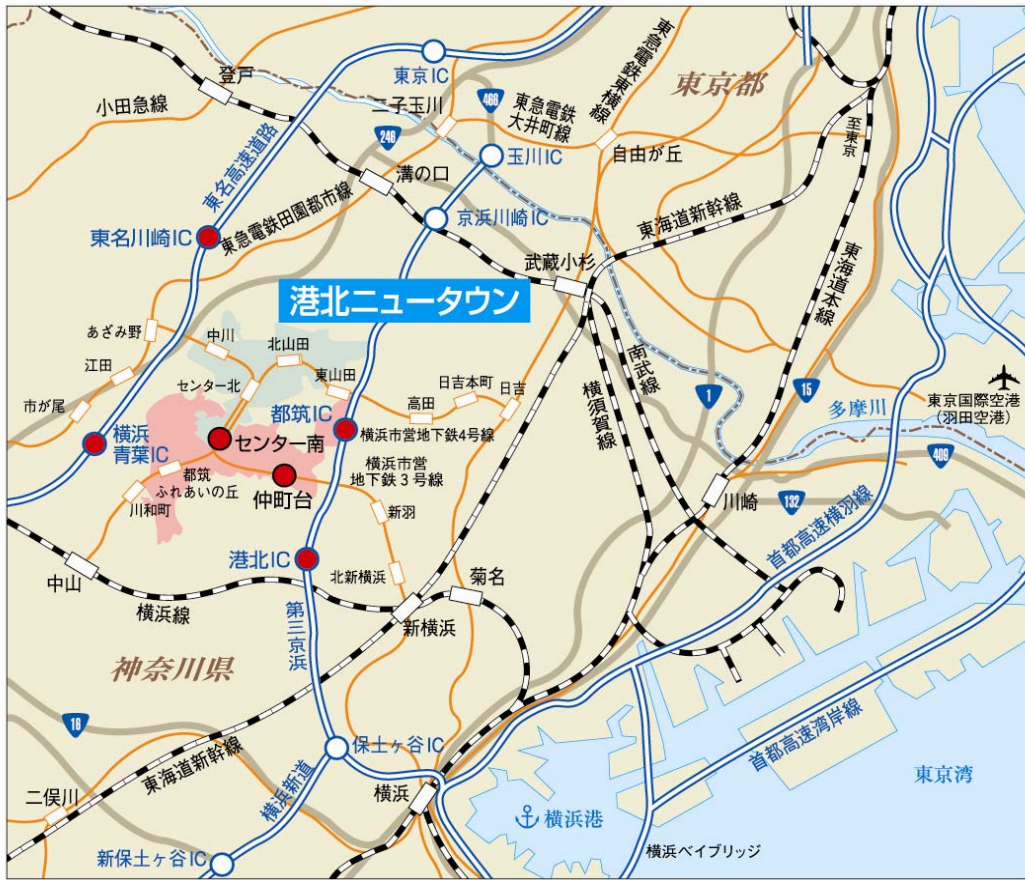 東京IC
登戸
小田急線
二子玉川
466
東急電鉄
大井町線
東急電鉄東横線
東京都
246
玉川IC
自由が丘
至東京
東名高速道路
溝の口
京浜川崎IC
東海道新幹線
東名川崎IC
東急電鉄田園都市線
武蔵小杉
東海道本線
港北ニュータウン
あざみ野
中川
北山田
江田
センター北
東山田
日吉本町
日吉
南武線
横須賀線
1
15
東京国際空港
(羽田空港)
市が尾
都筑IC
高田
多摩川
横浜
青葉IC
センター南
横浜市営地下鉄4号線
409
都筑
ふれあいの丘
仲町台
横浜市営
地下鉄3号線
川崎
132
川和町
新羽
首都高速横羽線
港北IC
北新横浜
菊名
中山
横浜線
第三京浜
新横浜
神奈川県
16
東海道新幹線
保土ヶ谷IC
首都高速湾岸線
東京湾
二俣川
横浜新道
横浜
横浜港
新保土ヶ谷IC
横浜ベイブリッジ